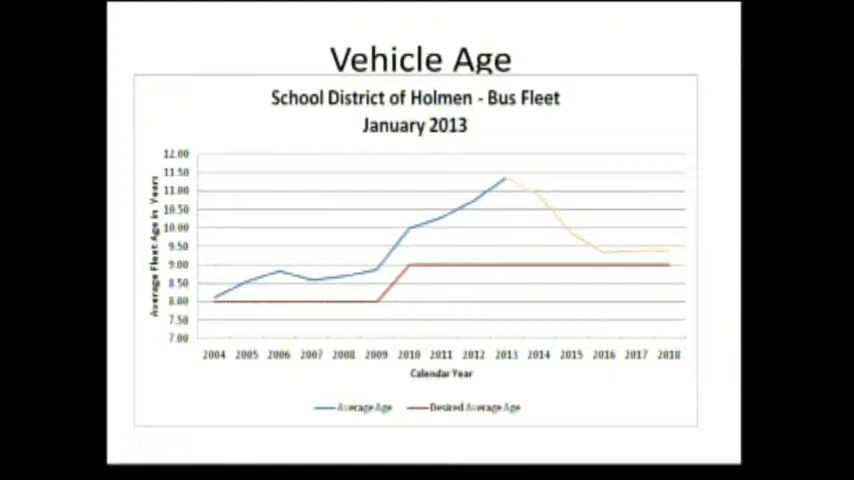 Vehicle Age
School District of Holmen - Bus Fleet
January 2013
12.00
11.50
11.00
10.50
10.00
9.50
9.00
8.50
8.00
7.50
7.00
Average Fleet Age in Years
2004 2005 2006 2007 2008 2009 2010 2011 2012 2013 2014 2015 2016 2017 2018
Calendar Year
Average Age Desired Average Age